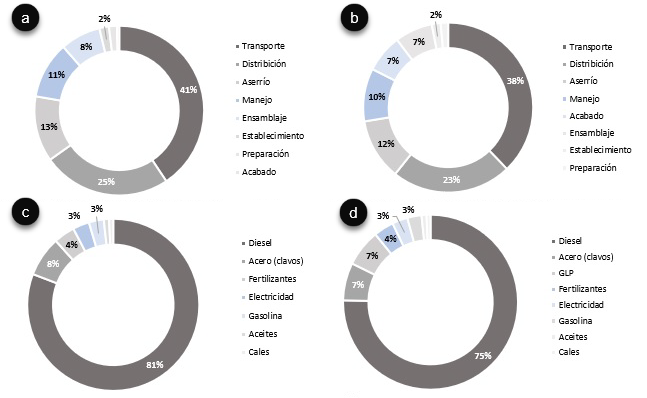 a
2%
8%
11%
13%
25%
41%
Transporte
Distribición
Aserrío
Manejo
Ensamblaje
Establecimiento
Preparación
Acabado
b
2%
7%
7%
10%
12%
23%
38%
Transporte
Distribición
Aserrío
Manejo
Acabado
Ensamblaje
Establecimiento
Preparación
c
3%
3%
4%
8%
81%
Diesel
Acero (clavos)
Fertilizantes
Electricidad
Gasolina
Aceites
Cales
d
3%
3%
4%
7%
7%
75%
Diesel
Acero (clavos)
GLP
Fertilizantes
Electricidad
Gasolina
Aceites
Cales